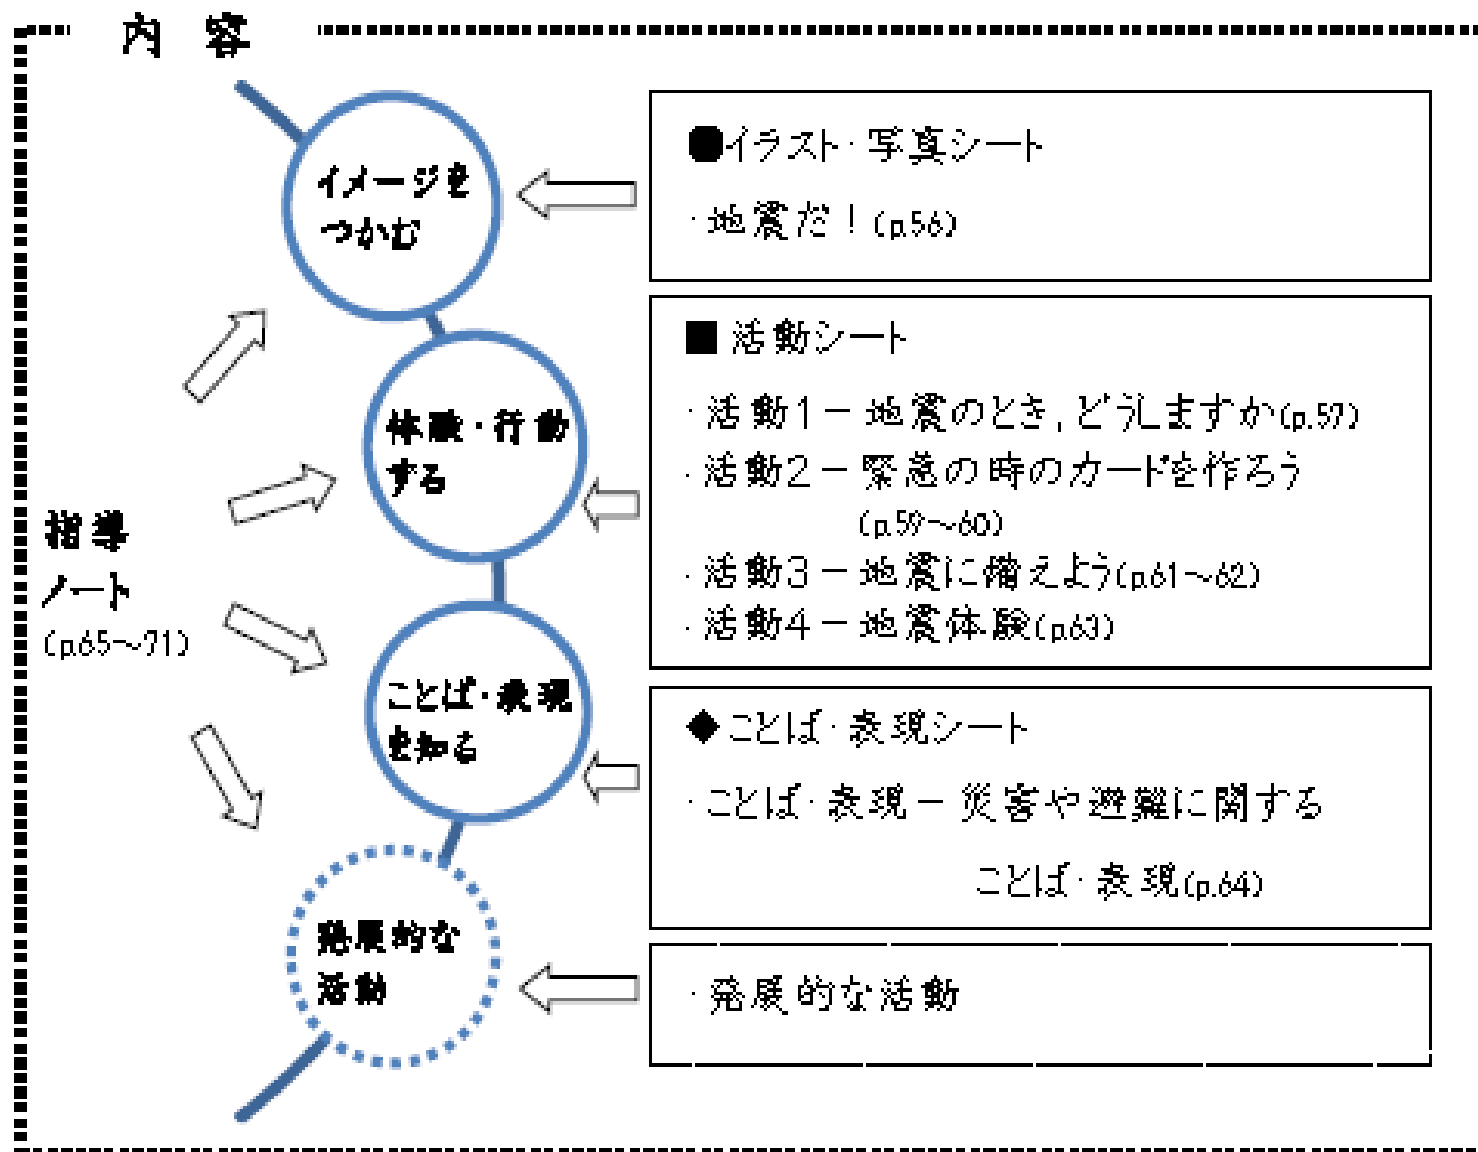 内 容
イメージを
つかむ
体験・行動
する
ことば・表現
を知る
発展的な
活動
指導
ノート
(p.65～71)
●イラスト・写真シート
・地震だ！(p.56)
■ 活動シート
・活動1－地震のとき,どうしますか(p.57)
・活動2－緊急の時のカードを作ろう
(p.59～60)
・活動3－地震に備えよう(p.61～62)
・活動4－地震体験(p.63)
◆ことば・表現シート
・ことば・表現－災害や避難に関する
ことば・表現(p.64)
・発展的な活動